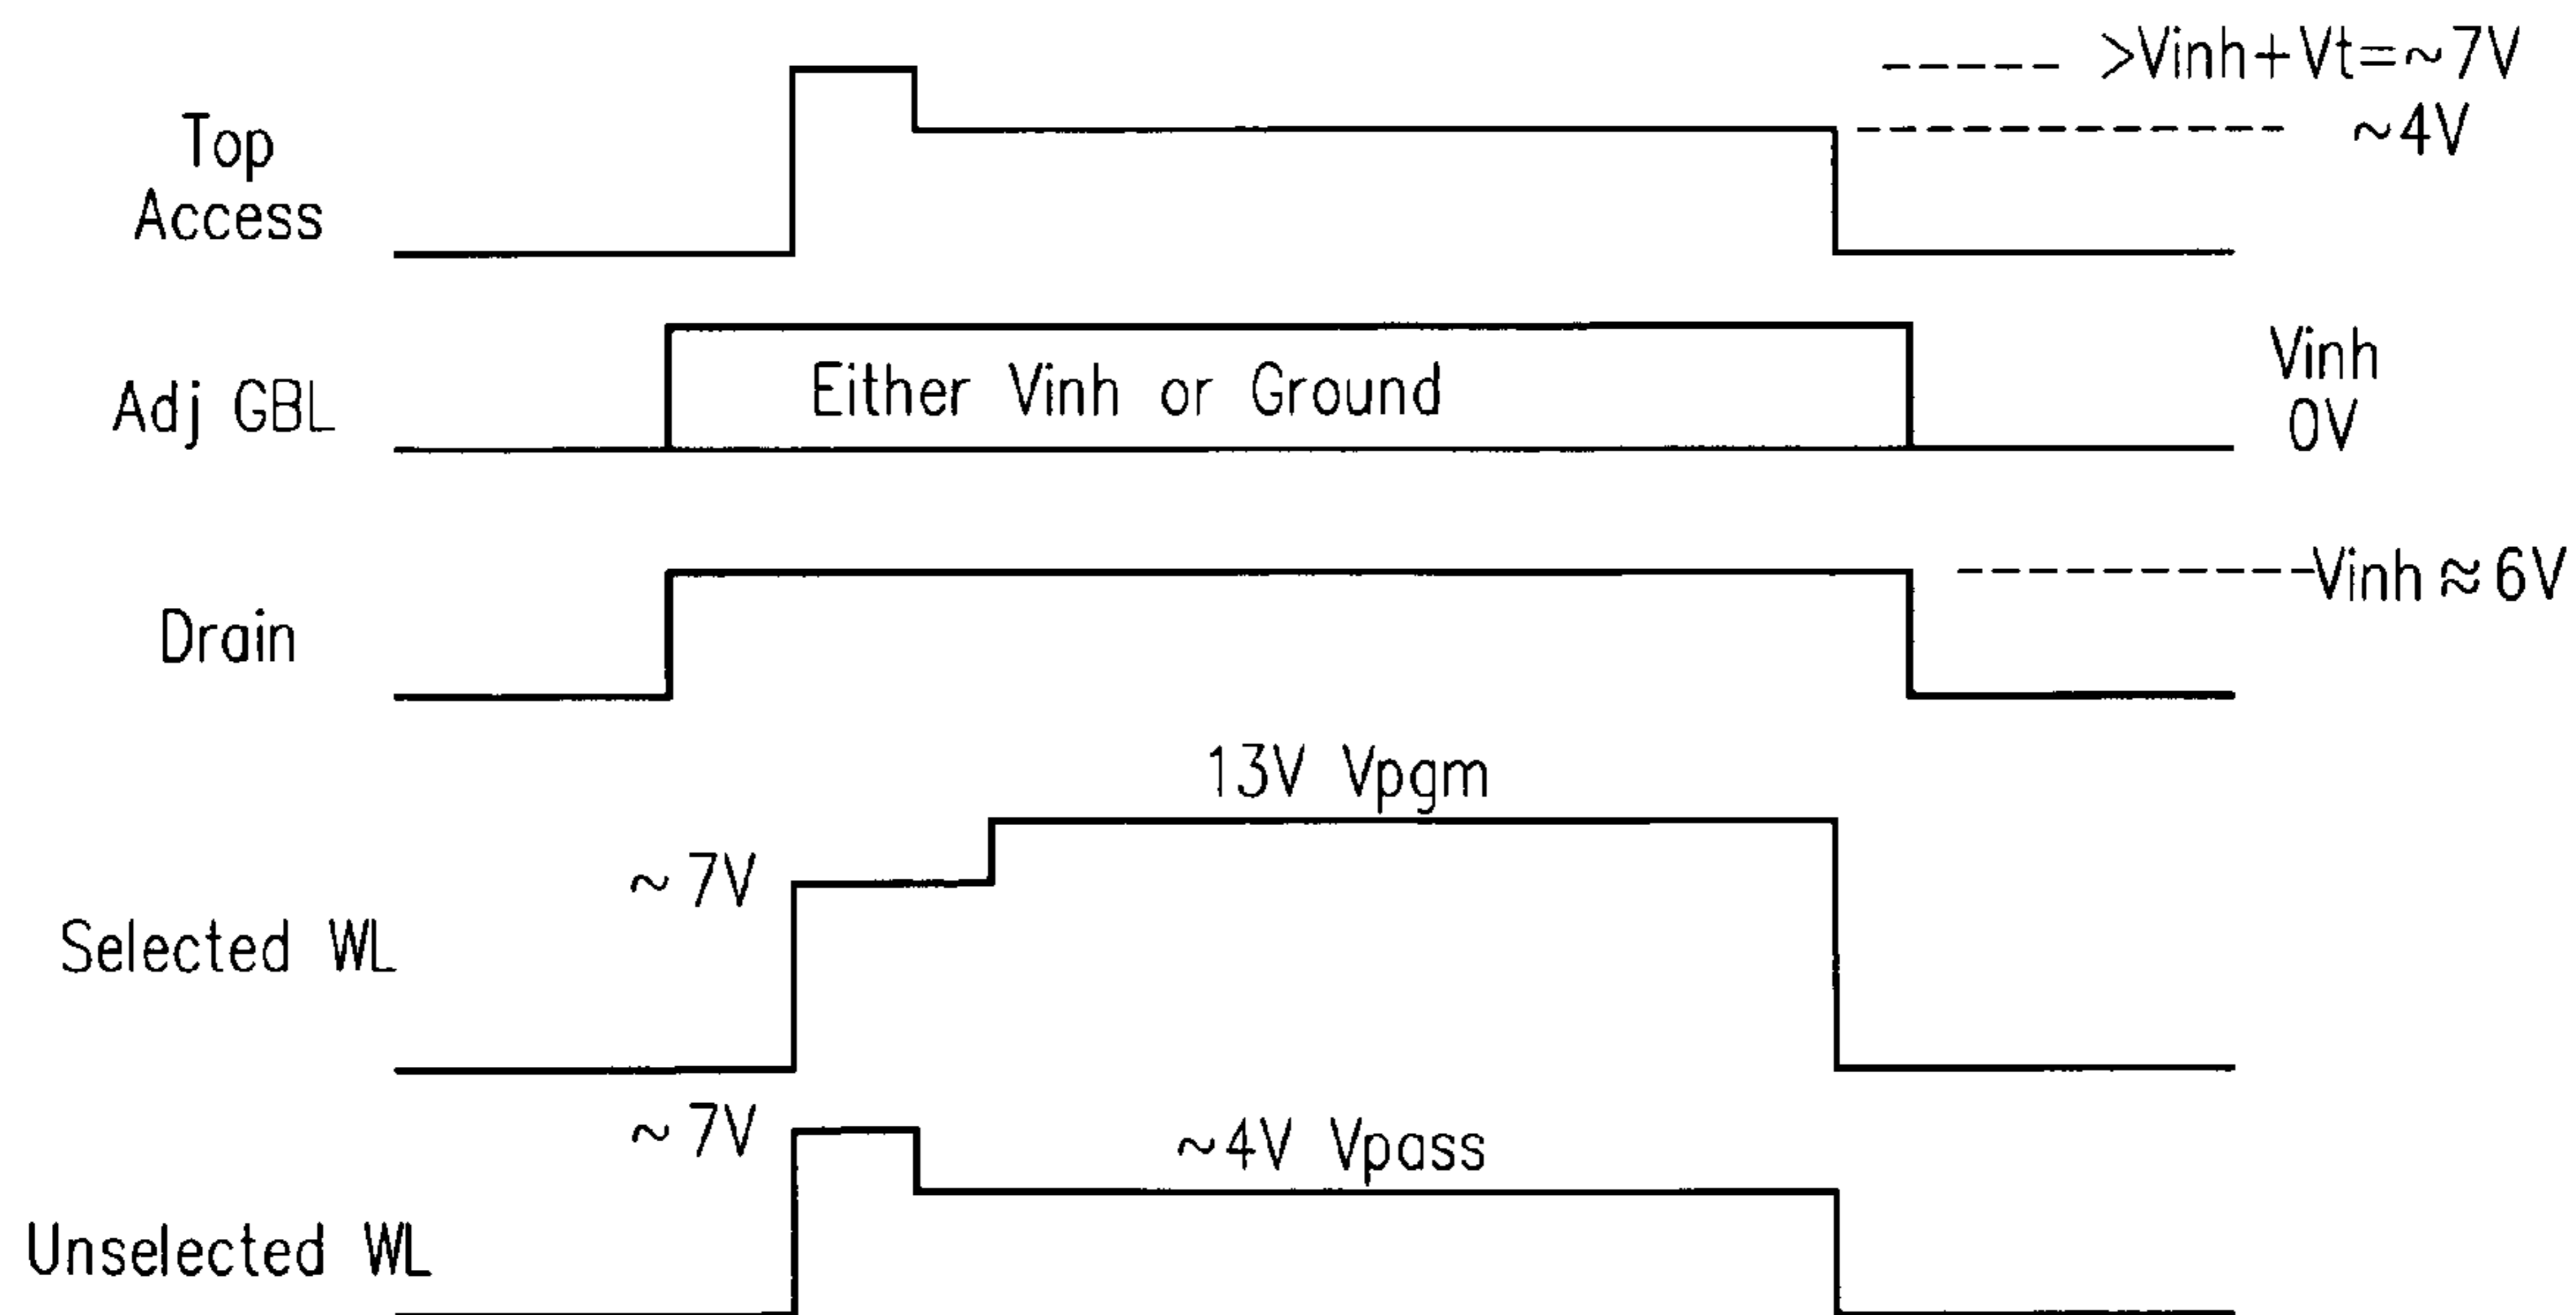 >Vinh+Vt=~7V
~4V
Top
Access
Either Vinh or Ground
Vinh
0V
Adj GBL
Vinh≈6V
Drain
13V Vpgm
~7V
Selected WL
~7V
~4V Vpass
Unselected WL